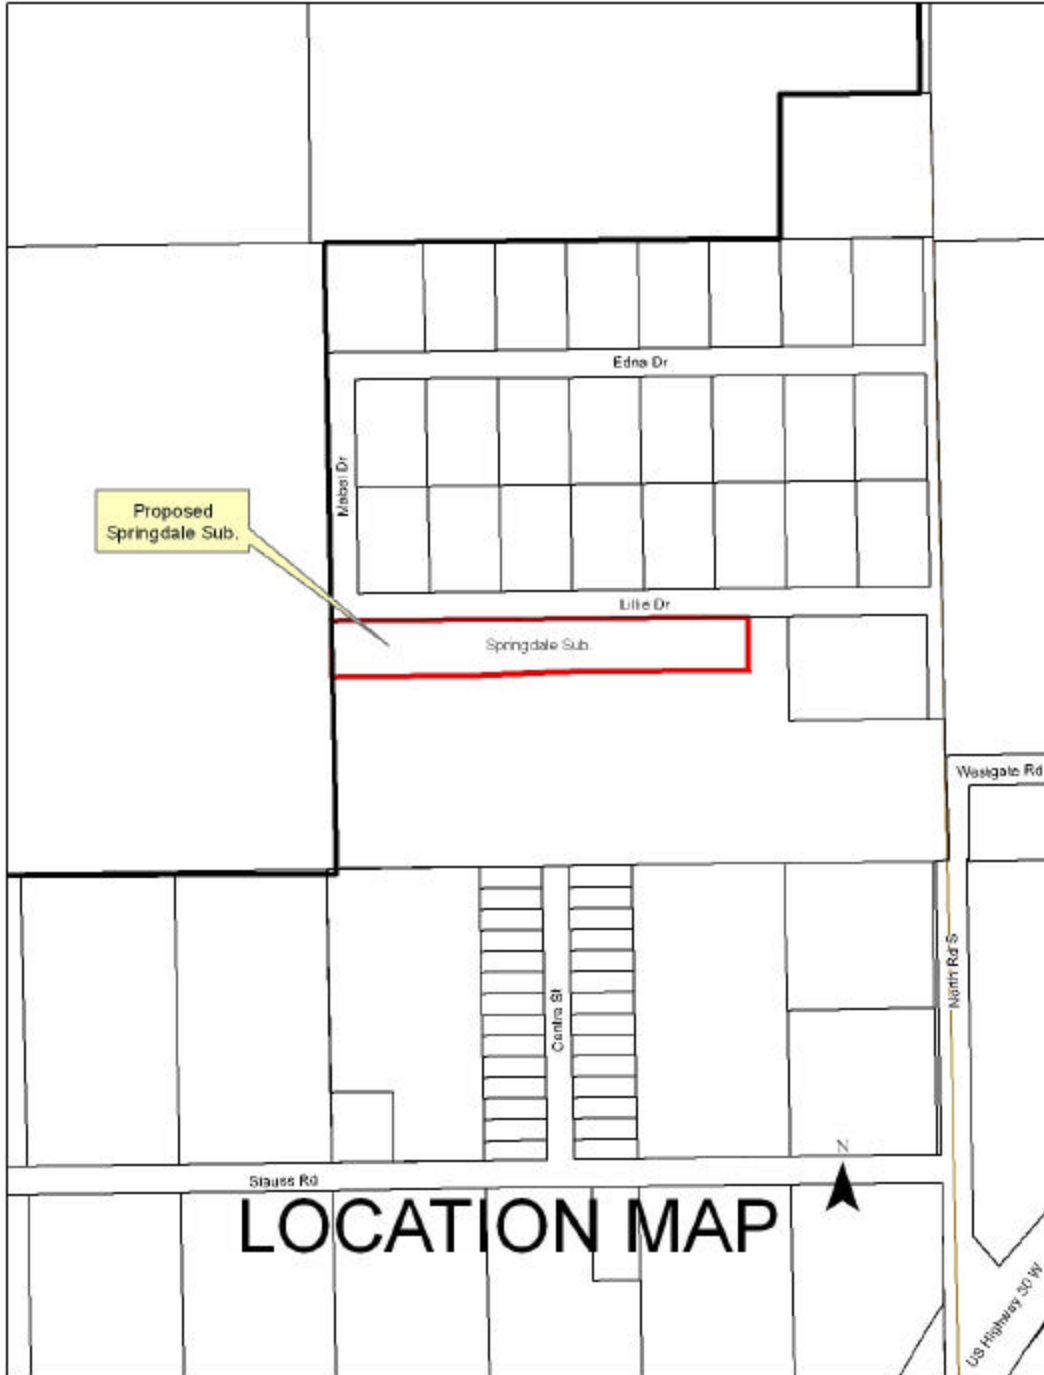 Edna Dr
Mabel Dr
Proposed
Springdale Sub.
Lillie Dr
Springdale Sub.
Westgate Rd
North Rd S
Centre St
N
Stauss Rd
LOCATION MAP
US Highway 30 W